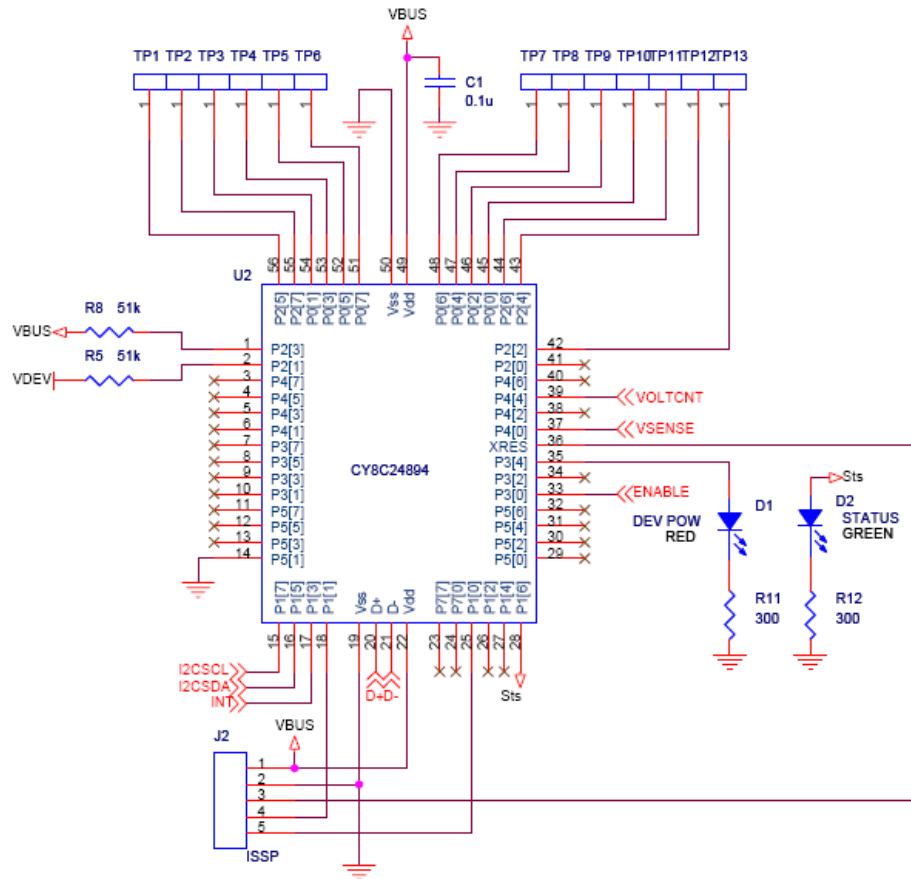 VBUS
TP1 TP2 TP3 TP4 TP5 TP6
TP7 TP8 TP9 TP10 TP11 TP12 TP13
C1
0.1u
1 1 1 1 1 1
1 1 1 1 1 1 1
56 55 54 53 52 51 50 49 48 47 46 45 44 43
U2
P2[5] P2[7] P0[1] P0[3] P0[5] P0[7] Vss Vdd P0[6] P0[4] P0[2] P0[0] P2[6] P2[4]
R8 51k
VBUS
R5 51k
VDEV
1 P2[3]
2 P2[1]
3 P4[7]
4 P4[5]
5 P4[3]
6 P4[1]
7 P3[7]
8 P3[5]
9 P3[3]
10 P3[1]
11 P5[7]
12 P5[5]
13 P5[3]
14 P5[1]
CY8C24894
P2[2] 42
P2[0] 41
P4[6] 40
P4[4] 39 VOLTCNT
P4[2] 38
P4[0] 37 VSENSE
XRES 36
P3[4] 35
P3[2] 34
P3[0] 33 ENABLE
P5[6] 32
P5[4] 31
P5[2] 30
P5[0] 29
Sts
D1
DEV POW
RED
D2
STATUS
GREEN
R11
300
R12
300
P1[7] P1[5] P1[3] P1[1] Vss D+ D- Vdd P7[7] P7[0] P1[0] P1[2] P1[4] P1[6]
15 16 17 18 19 20 21 22 23 24 25 26 27 28
I2CSCL
I2CSDA
INT
D+ D-
Sts
VBUS
J2
1
2
3
4
5
ISSP